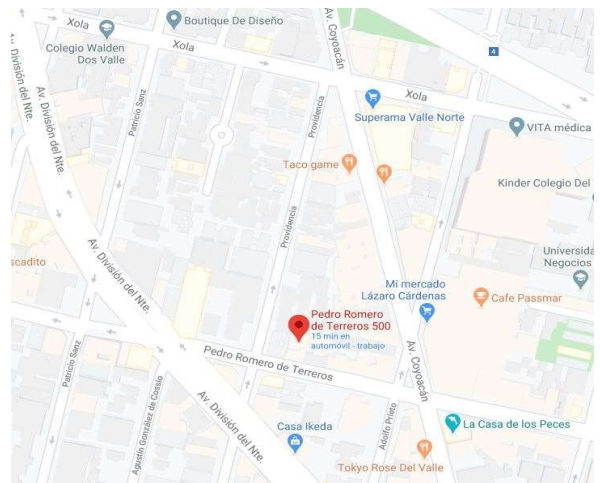 Xola
Boutique De Diseño
Av. Coyoacán
Colegio Walden
Dos Valle
Xola
4
Av. División del Nte.
Av. División del Nte.
Patricio Sanz
Providencia
Xola
Superama Valle Norte
VITA médica
Taco game
Kinder Colegio Del
Providencia
Av. División del Nte.
scadito
Universida
Negocios
Mi mercado
Lázaro Cárdenas
Cafe Passmar
Pedro Romero
de Terreros 500
15 min en
automóvil - trabajo
Pedro Romero de Terreros
Av. Coyoacán
Patricio Sanz
Agustín González de Cossío
Av. División del Nte.
Adolfo Prieto
Casa Ikeda
La Casa de los Peces
Tokyo Rose Del Valle